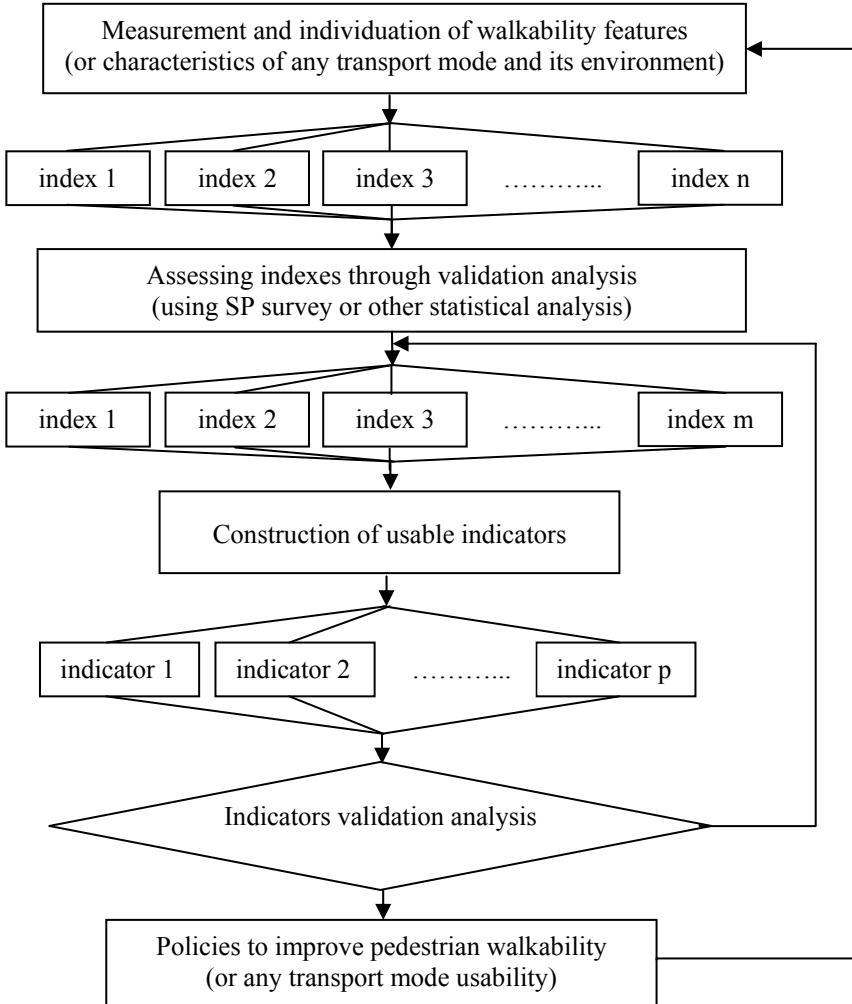 Measurement and individuation of walkability features
(or characteristics of any transport mode and its environment)
index 1 index 2 index 3 ………... index n
Assessing indexes through validation analysis
(using SP survey or other statistical analysis)
index 1 index 2 index 3 ………... index m
Construction of usable indicators
indicator 1 indicator 2 ………... indicator p
Indicators validation analysis
Policies to improve pedestrian walkability
(or any transport mode usability)